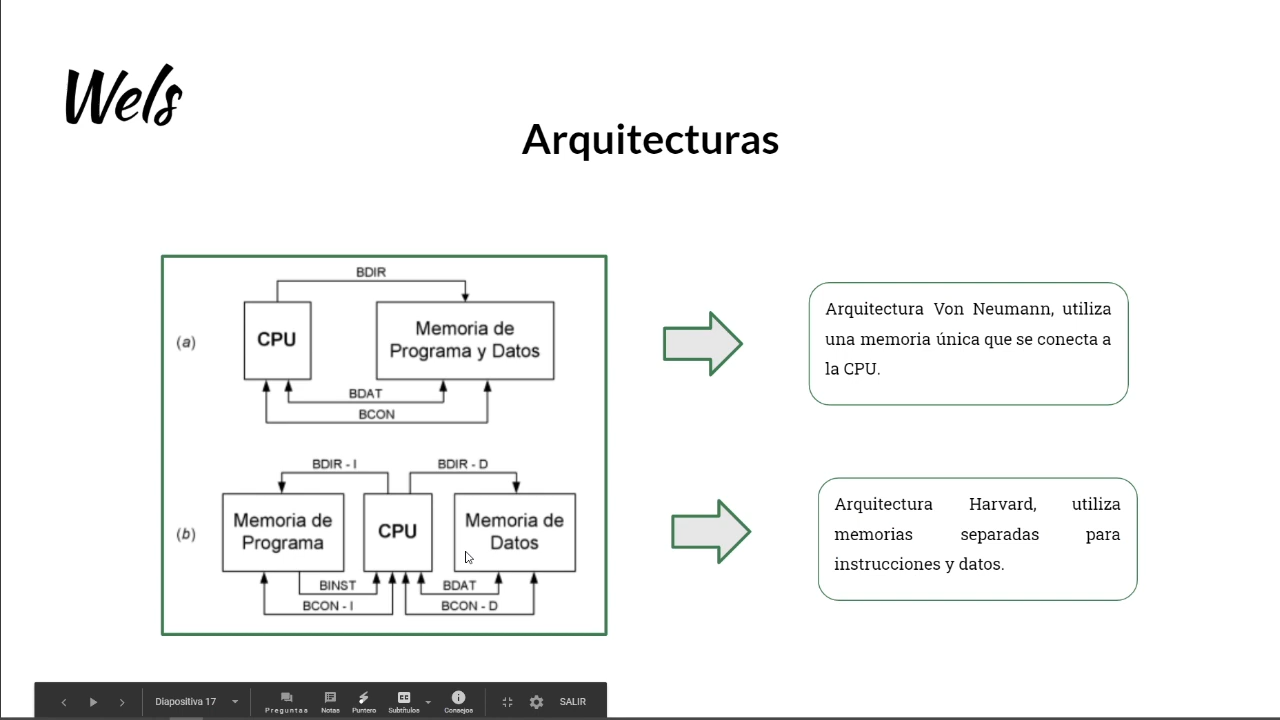 Wels
Arquitecturas
BDIR
(a)
CPU
Memoria de
Programa y Datos
BDAT
BCON
Arquitectura Von Neumann, utiliza
una memoria única que se conecta a
la CPU.
BDIR - I
BDIR - D
(b)
Memoria de
Programa
CPU
Memoria de
Datos
BINST
BDAT
BCON - I
BCON - D
Arquitectura Harvard, utiliza
memorias separadas para
instrucciones y datos.
Diapositiva 17
Preguntas
Notas
Puntero
CC
Subtítulos
Consejos
SALIR